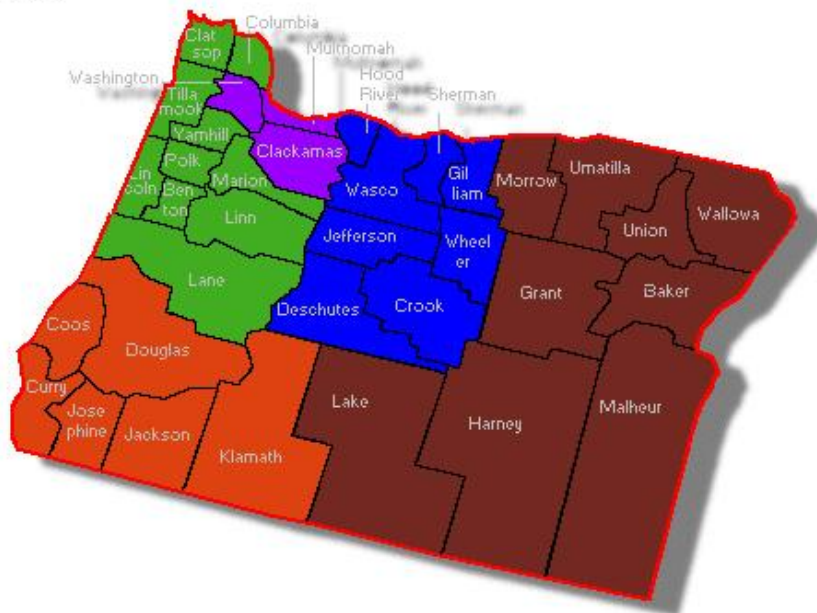 Columbia
Clat
sop
Multnomah
Washington
Hood
River
Sherman
Tilla
mook
Yamhill
Clackamas
Polk
Marion
Lin
coln
Ben
ton
Linn
Wasco
Gil
liam
Morrow
Umatilla
Wallowa
Union
Jefferson
Wheel
er
Lane
Deschutes
Crook
Grant
Baker
Coos
Douglas
Curry
Jose
phine
Jackson
Klamath
Lake
Harney
Malheur